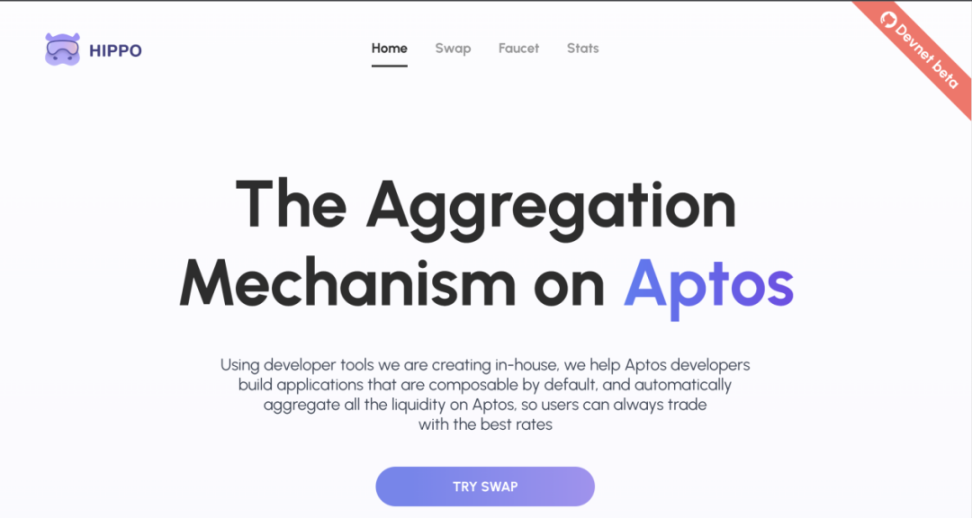 HIPPO
Home
Swap
Faucet
Stats
Devnet beta
The Aggregation
Mechanism on Aptos
Using developer tools we are creating in-house, we help Aptos developers
build applications that are composable by default, and automatically
aggregate all the liquidity on Aptos, so users can always trade
with the best rates
TRY SWAP